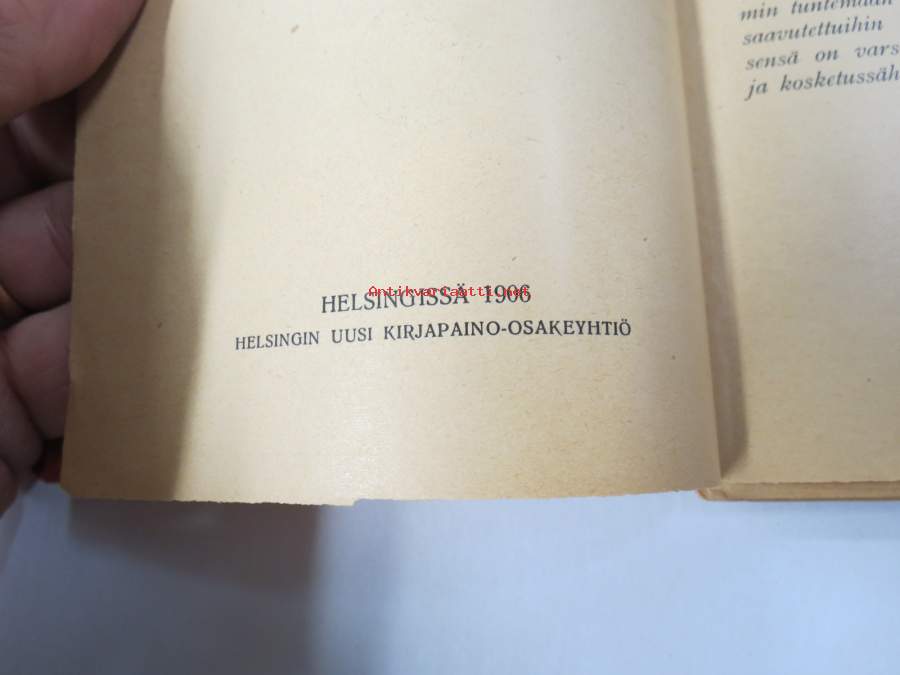 HELSINGISSÄ 1906
Antikvariaatti.net
HELSINGIN UUSI KIRJAPAINO-OSAKEYHTIÖ
min tuntemaan
saavutettuihin
sensä on vars
ja kosketussäh